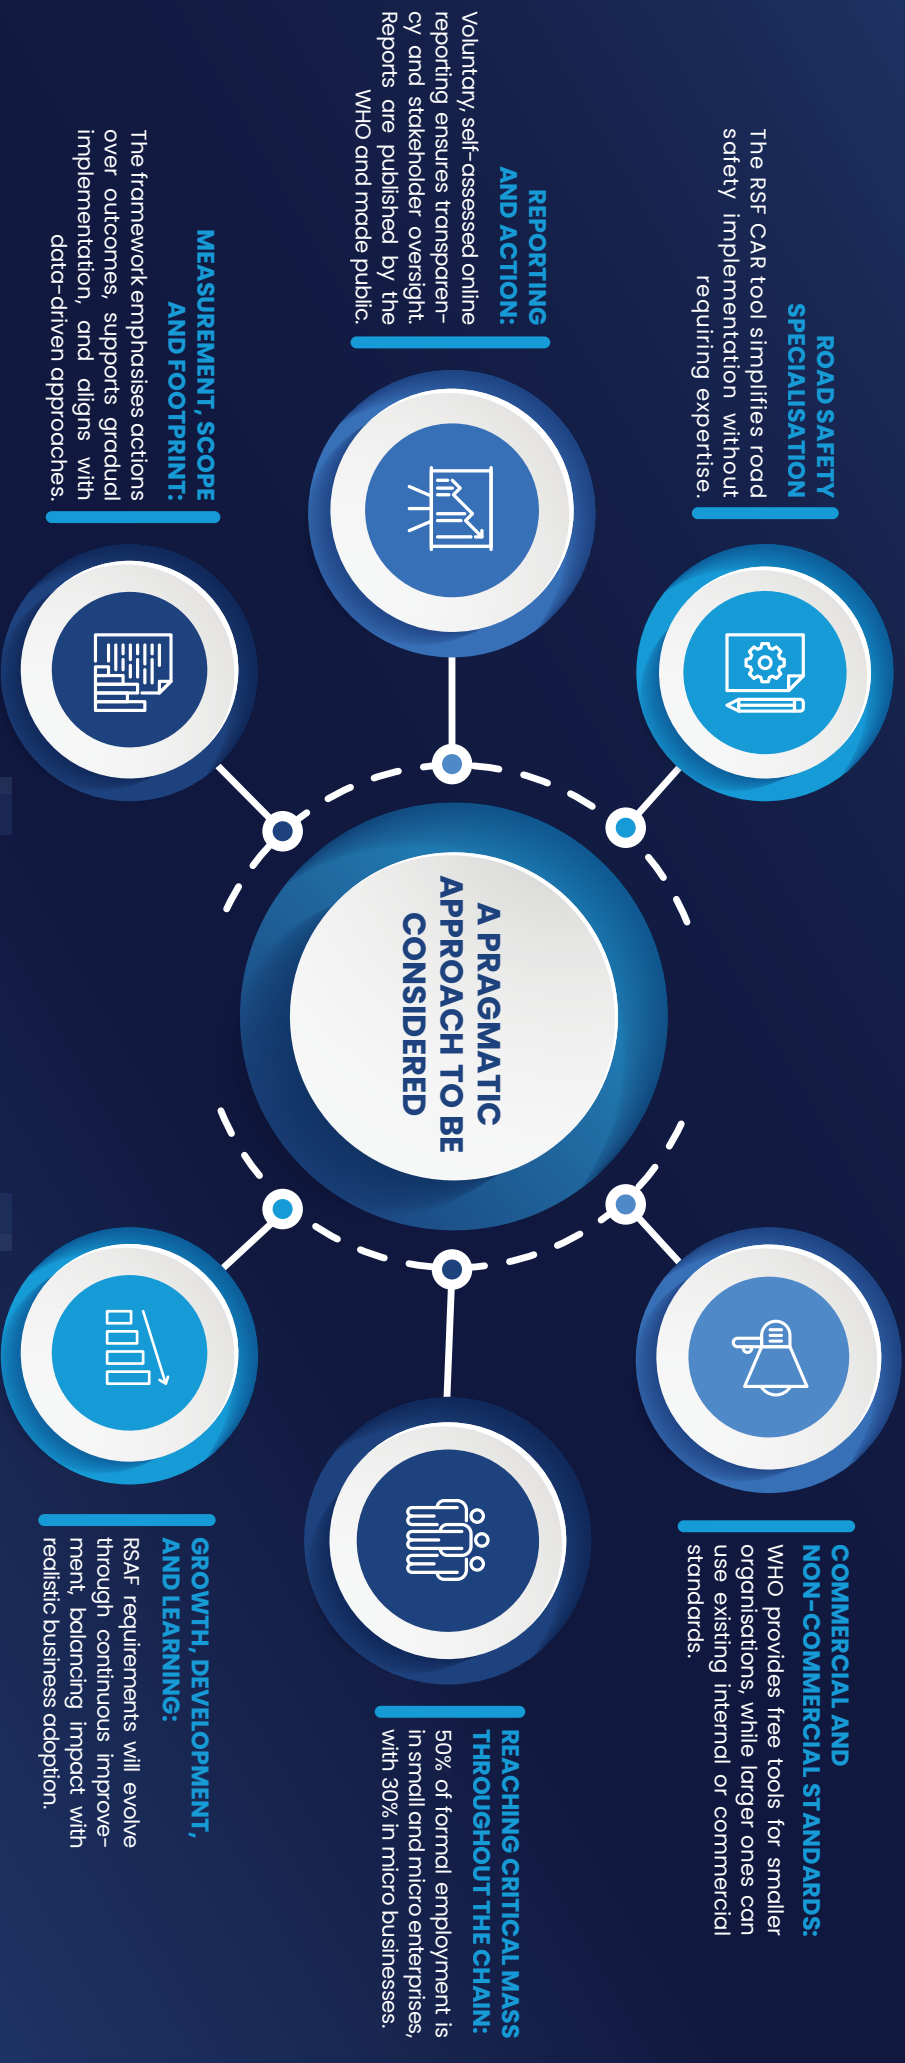 ROAD SAFETY
SPECIALISATION
The RSF CAR tool simplifies road
safety implementation without
requiring expertise.
REPORTING
AND ACTION:
Voluntary, self-assessed online
reporting ensures transparen-
cy and stakeholder oversight.
Reports are published by the
WHO and made public.
MEASUREMENT, SCOPE
AND FOOTPRINT:
The framework emphasises actions
over outcomes, supports gradual
implementation, and aligns with
data-driven approaches.
A PRAGMATIC
APPROACH TO BE
CONSIDERED
COMMERCIAL AND
NON-COMMERCIAL STANDARDS:
WHO provides free tools for smaller
organisations, while larger ones can
use existing internal or commercial
standards.
REACHING CRITICAL MASS
THROUGHOUT THE CHAIN:
50% of formal employment is
in small and micro enterprises,
with 30% in micro businesses.
GROWTH, DEVELOPMENT,
AND LEARNING:
RSAF requirements will evolve
through continuous improve-
ment, balancing impact with
realistic business adoption.